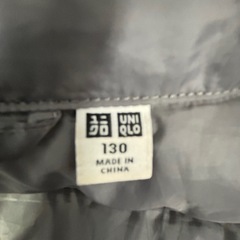 ユニ UNI
クロ QLO
130
MADE IN
CHINA